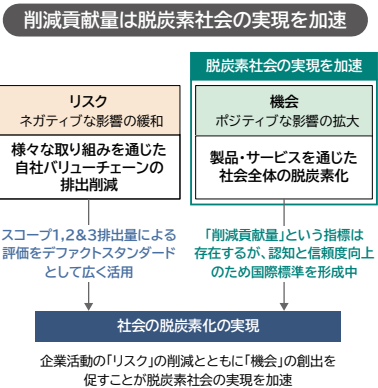 削減貢献量は脱炭素社会の実現を加速
脱炭素社会の実現を加速
リスク
ネガティブな影響の緩和
様々な取り組みを通じた
自社バリューチェーンの
排出削減
機会
ポジティブな影響の拡大
製品・サービスを通じた
社会全体の脱炭素化
スコープ1,2&3排出量による
評価をデファクトスタンダード
として広く活用
「削減貢献量」という指標は
存在するが、認知と信頼度向上
のため国際標準を形成中
社会の脱炭素化の実現
企業活動の「リスク」の削減とともに「機会」の創出を
促すことが脱炭素社会の実現を加速